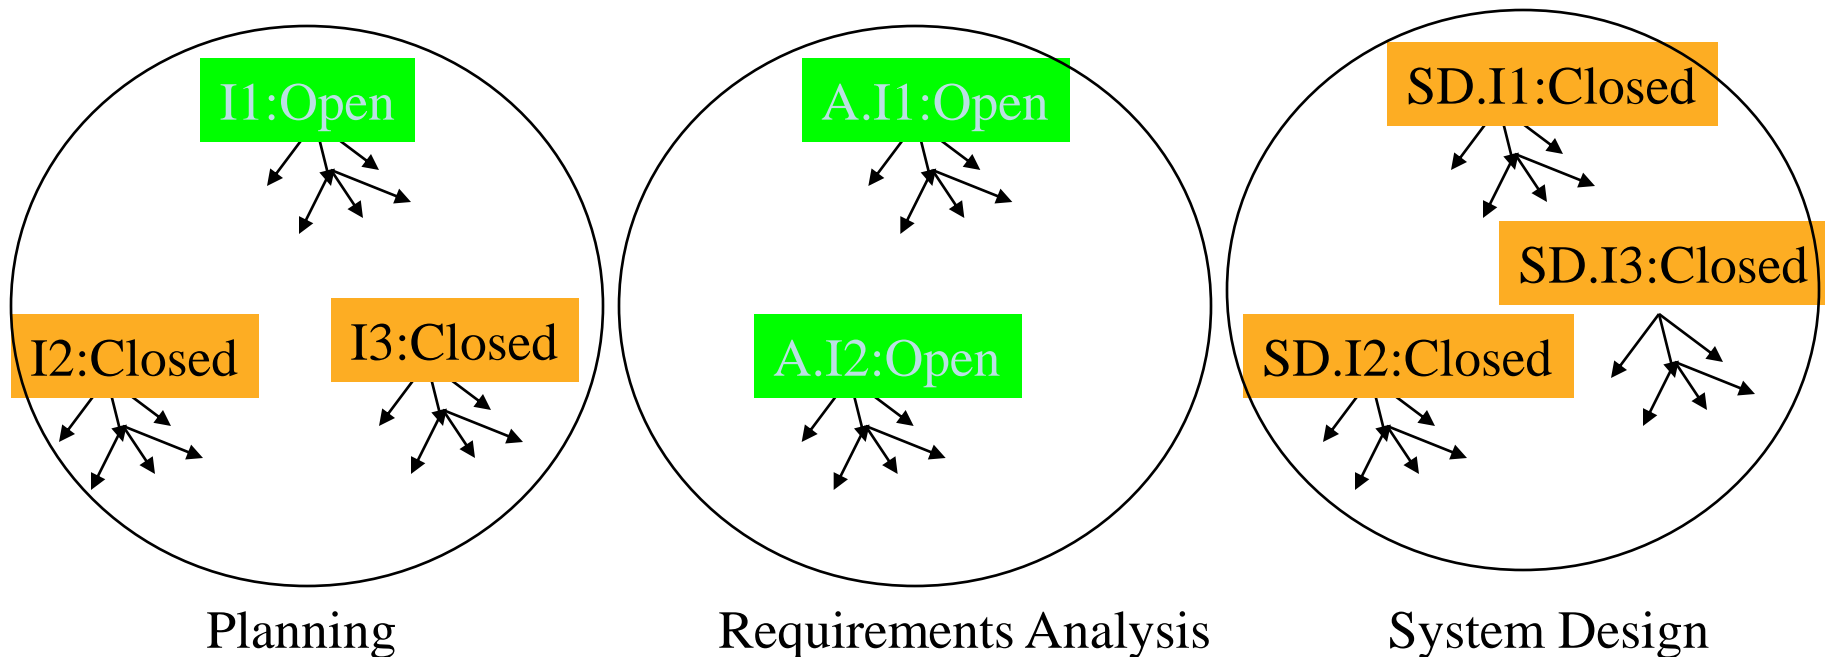 I1:Open
I2:Closed
I3:Closed
Planning
A.I1:Open
A.I2:Open
Requirements Analysis
SD.I1:Closed
SD.I3:Closed
SD.I2:Closed
System Design